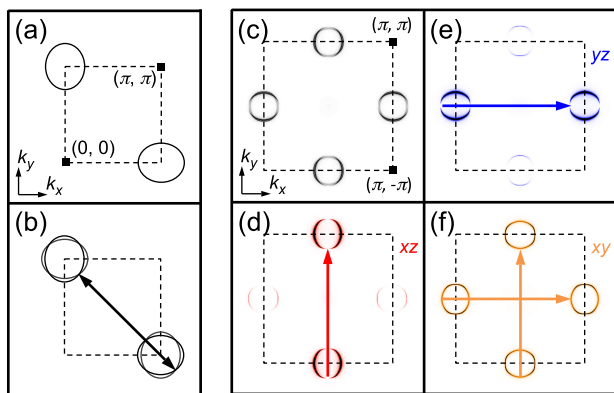 (a)
(π, π)
(0, 0)
k_y
k_x
(b)
(c)
(π, π)
k_y
k_x
(π, -π)
(d)
xz
(e)
yz
(f)
xy